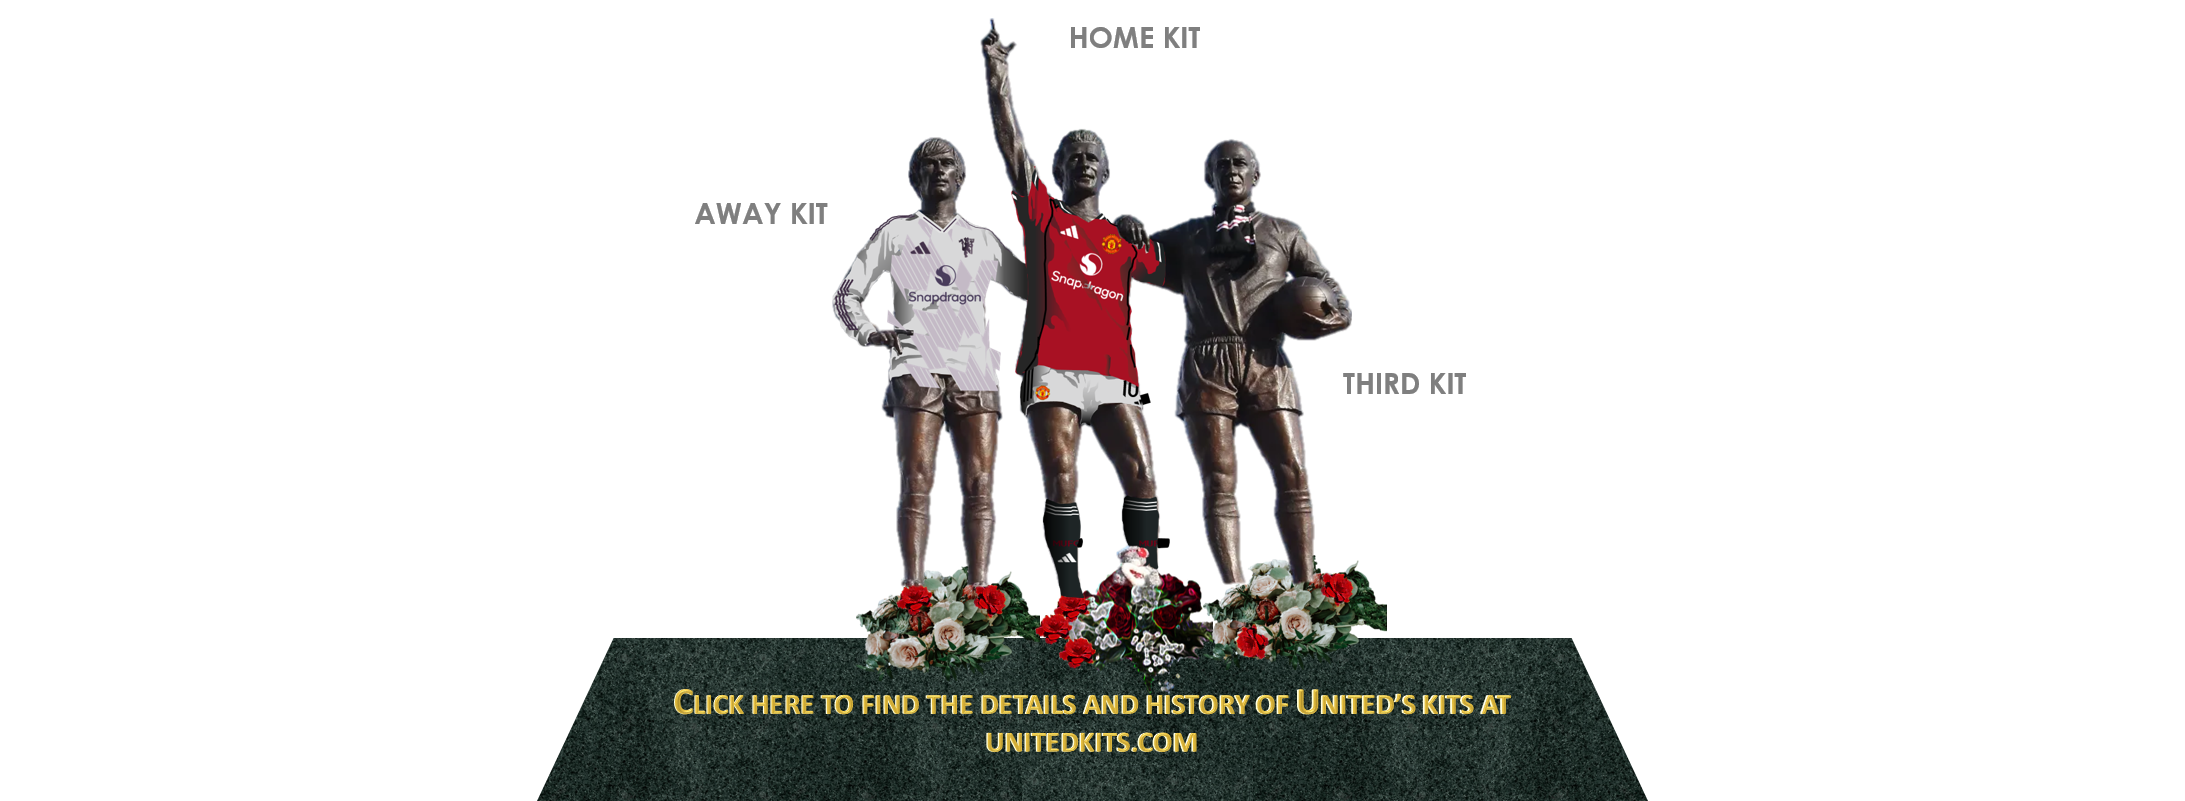 HOME KIT
AWAY KIT
Snapdragon
Snapdragon
THIRD KIT
10
Click here to find the details and history of United's kits at
unitedkits.com